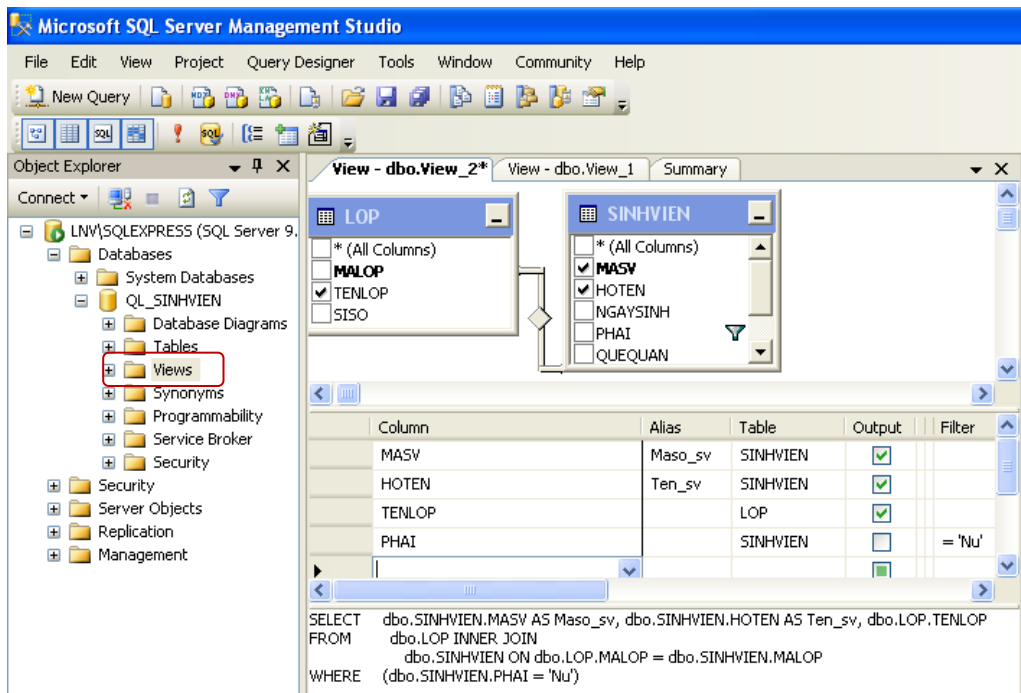 Microsoft SQL Server Management Studio
File Edit View Project Query Designer Tools Window Community Help
New Query
Object Explorer
View - dbo.View_2* View - dbo.View_1 Summary
Connect
LNV\SQLEXPRESS (SQL Server 9.
Databases
System Databases
QL_SINHVIEN
Database Diagrams
Tables
Views
Synonyms
Programmability
Service Broker
Security
Security
Server Objects
Replication
Management
LOP
* (All Columns)
MALOP
TENLOP
SISO
SINHVIEN
* (All Columns)
MASV
HOTEN
NGAYSINH
PHAI
QUEQUAN
Column Alias Table Output Filter
MASV Maso_sv SINHVIEN
HOTEN Ten_sv SINHVIEN
TENLOP LOP
PHAI SINHVIEN = 'Nu'
SELECT dbo.SINHVIEN.MASV AS Maso_sv, dbo.SINHVIEN.HOTEN AS Ten_sv, dbo.LOP.TENLOP
FROM dbo.LOP INNER JOIN
dbo.SINHVIEN ON dbo.LOP.MALOP = dbo.SINHVIEN.MALOP
WHERE (dbo.SINHVIEN.PHAI = 'Nu')